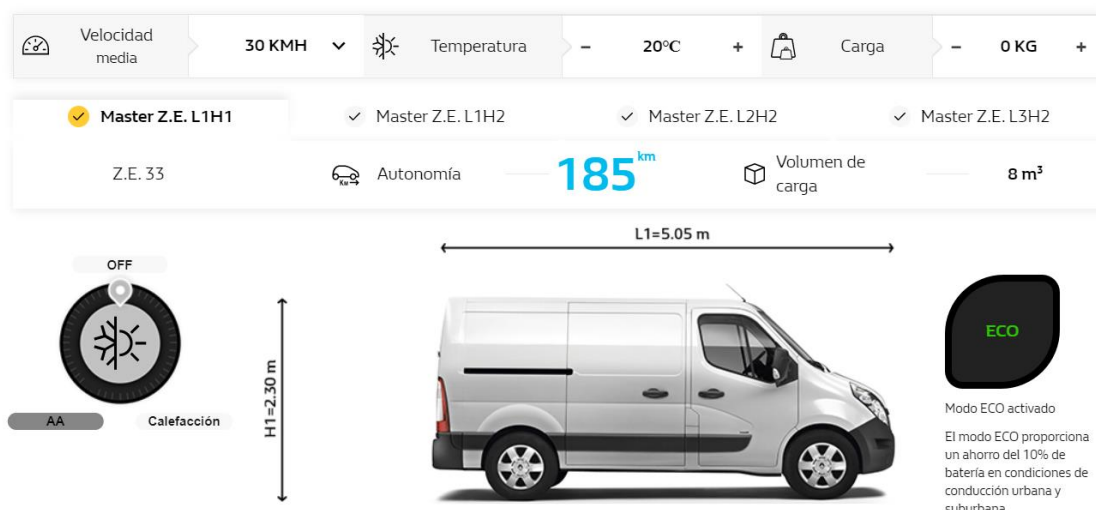 Velocidad media
30 KMH
Temperatura
-
20°C
+
Carga
-
0 KG
+
Master Z.E. L1H1
Master Z.E. L1H2
Master Z.E. L2H2
Master Z.E. L3H2
Z.E. 33
Km
Autonomía
185 km
Volumen de
carga
8 m³
L1=5.05 m
OFF
AA
Calefacción
H1=2.30 m
ECO
Modo ECO activado
El modo ECO proporciona
un ahorro del 10% de
batería en condiciones de
conducción urbana y
suburbana